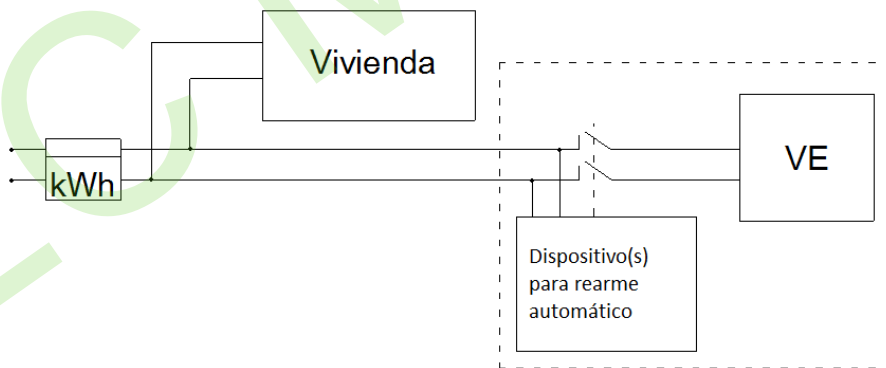 Vivienda
kWh
VE
Dispositivo(s)
para rearme
automático